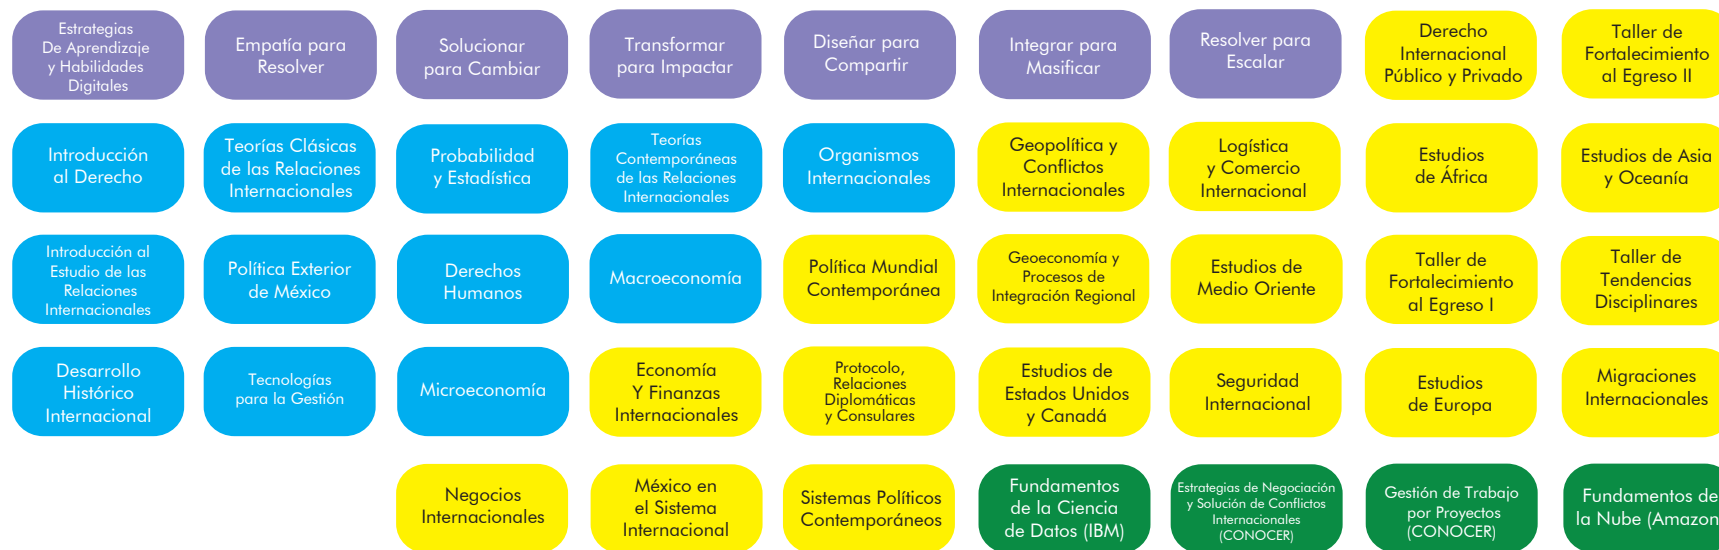 Estrategias
De Aprendizaje
y Habilidades
Digitales
Empatía para
Resolver
Solucionar
para Cambiar
Transformar
para Impactar
Diseñar para
Compartir
Integrar para
Masificar
Resolver para
Escalar
Derecho
Internacional
Público y Privado
Taller de
Fortalecimiento
al Egreso II
Introducción
al Derecho
Teorías Clásicas
de las Relaciones
Internacionales
Probabilidad
y Estadística
Teorías
Contemporáneas
de las Relaciones
Internacionales
Organismos
Internacionales
Geopolítica y
Conflictos
Internacionales
Logística
y Comercio
Internacional
Estudios
de África
Estudios de Asia
y Oceanía
Introducción al
Estudio de las
Relaciones
Internacionales
Política Exterior
de México
Derechos
Humanos
Macroeconomía
Política Mundial
Contemporánea
Geoeconomía y
Procesos de
Integración Regional
Estudios de
Medio Oriente
Taller de
Fortalecimiento
al Egreso I
Taller de
Tendencias
Disciplinares
Desarrollo
Histórico
Internacional
Tecnologías
para la Gestión
Microeconomía
Economía
Y Finanzas
Internacionales
Protocolo,
Relaciones
Diplomáticas
y Consulares
Estudios de
Estados Unidos
y Canadá
Seguridad
Internacional
Estudios
de Europa
Migraciones
Internacionales
Negocios
Internacionales
México en
el Sistema
Internacional
Sistemas Políticos
Contemporáneos
Fundamentos
de la Ciencia
de Datos (IBM)
Estrategias de Negociación
y Solución de Conflictos
Internacionales
(CONOCER)
Gestión de Trabajo
por Proyectos
(CONOCER)
Fundamentos de
la Nube (Amazon